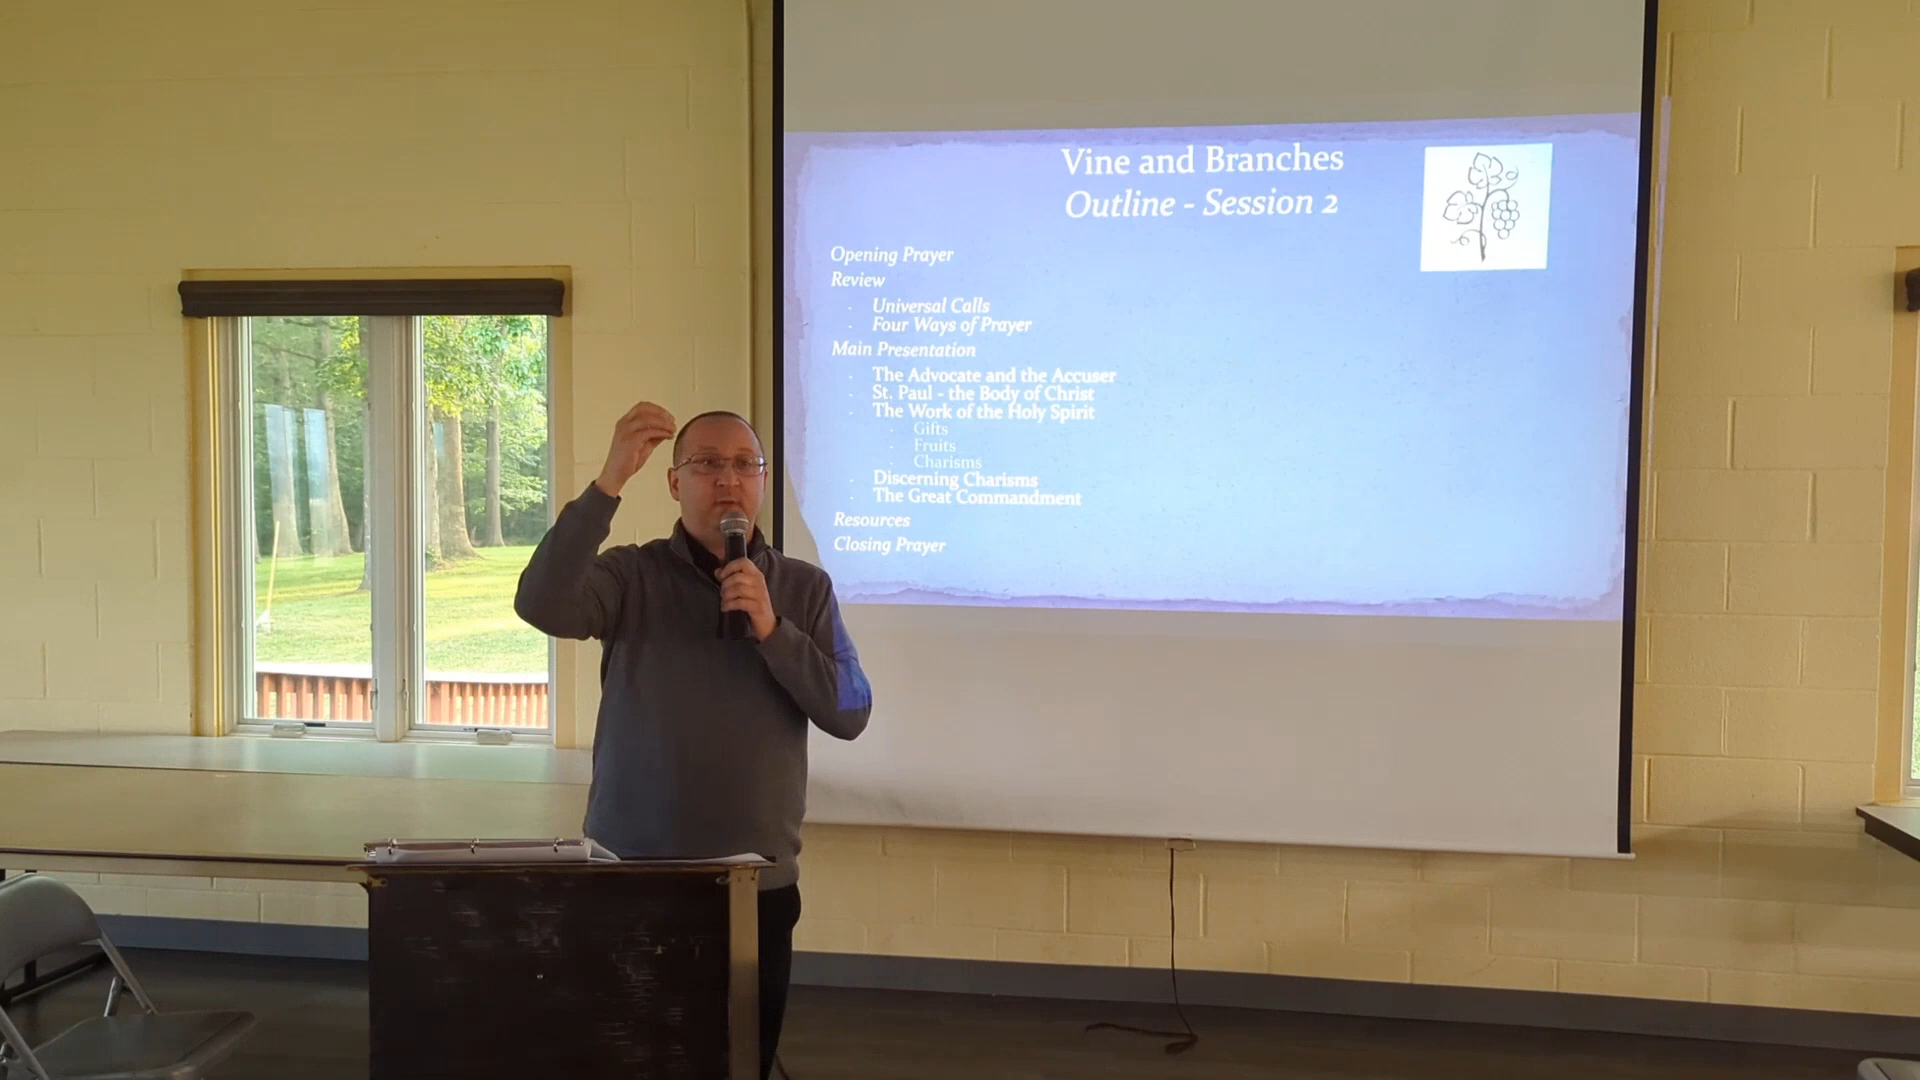 Vine and Branches
Outline - Session 2
Opening Prayer
Review
- Universal Calls
- Four Ways of Prayer
Main Presentation
- The Advocate and the Accuser
- St. Paul - the Body of Christ
- The Work of the Holy Spirit
- Gifts
- Fruits
- Charisms
- Discerning Charisms
- The Great Commandment
Resources
Closing Prayer